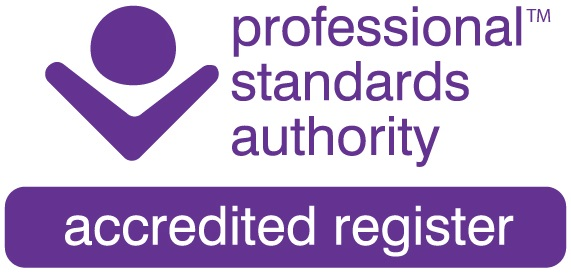 professional™
standards
authority
accredited register